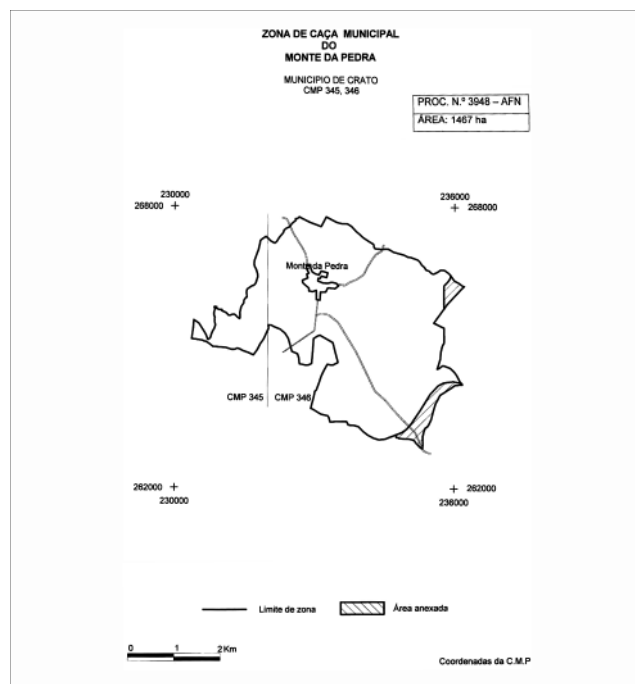 ZONA DE CAÇA MUNICIPAL
DO
MONTE DA PEDRA
MUNICIPIO DE CRATO
CMP 345, 346
PROC. N.º 3948 – AFN
ÁREA: 1467 ha
230000
268000
236000
268000
Monte da Pedra
CMP 345
CMP 346
262000
230000
262000
236000
Limite de zona
Área anexada
0 1 2 Km
Coordenadas da C.M.P